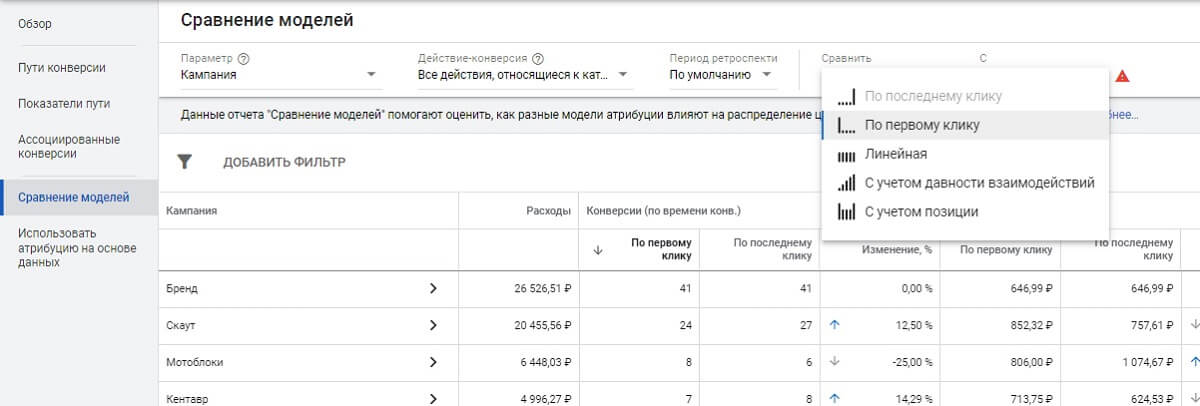 Обзор
Пути конверсии
Показатели пути
Ассоциированные
конверсии
Сравнение моделей
Использовать
атрибуцию на основе
данных
Сравнение моделей
Параметр ?
Кампания
Действие-конверсия ?
Все действия, относящиеся к кат...
Период ретроспекти
По умолчанию
Сравнить
С
По последнему клику
По первому клику
Линейная
С учетом давности взаимодействий
С учетом позиции
Данные отчета "Сравнение моделей" помогают оценить, как разные модели атрибуции влияют на распределение ц
бнее...
ДОБАВИТЬ ФИЛЬТР
Кампания Расходы Конверсии (по времени конв.)
По первому клику По последнему клику Изменение, % По первому клику По последнему клику
Бренд 26 526,51 ₽ 41 41 0,00 % 646,99 ₽ 646,99 ₽
Скаут 20 455,56 ₽ 24 27 12,50 % 852,32 ₽ 757,61 ₽
Мотоблоки 6 448,03 ₽ 8 6 -25,00 % 806,00 ₽ 1 074,67 ₽
Кентавр 4 996,27 ₽ 7 8 14,29 % 713,75 ₽ 624,53 ₽